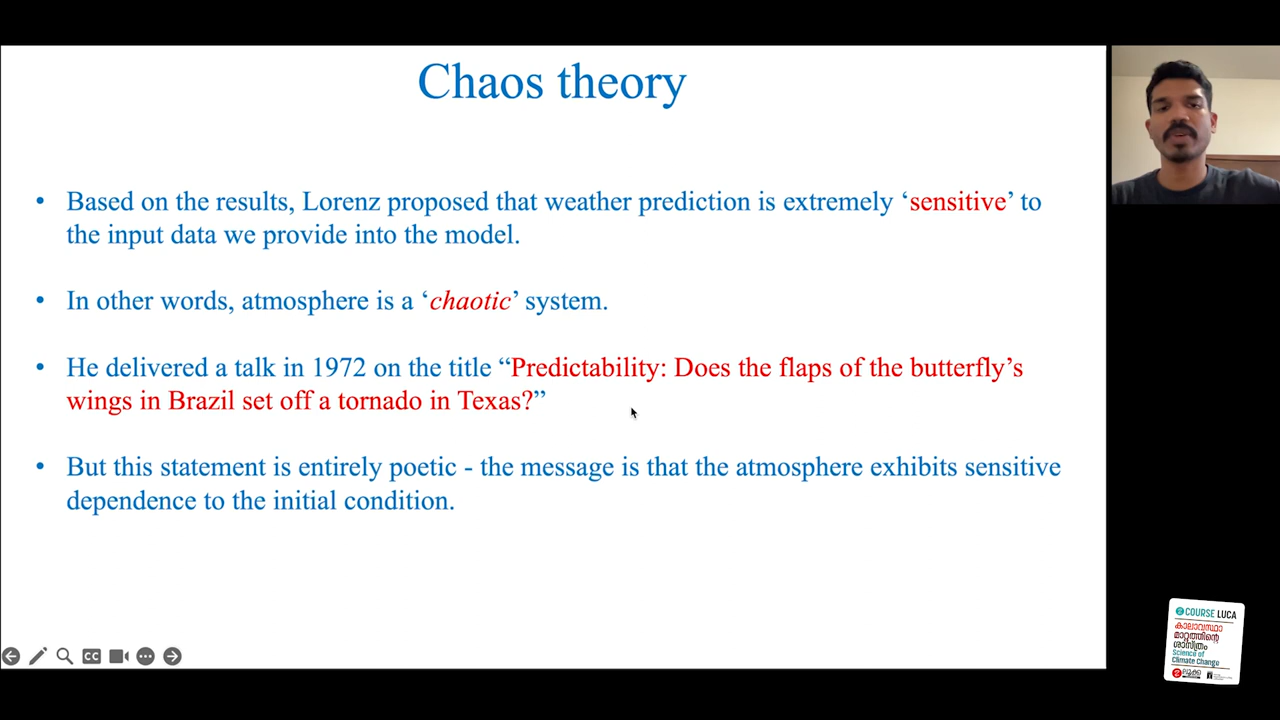 Chaos theory
• Based on the results, Lorenz proposed that weather prediction is extremely ‘sensitive’ to
the input data we provide into the model.
• In other words, atmosphere is a ‘chaotic’ system.
• He delivered a talk in 1972 on the title “Predictability: Does the flaps of the butterfly’s
wings in Brazil set off a tornado in Texas?”
• But this statement is entirely poetic - the message is that the atmosphere exhibits sensitive
dependence to the initial condition.
CC
COURSE LUCA
കാലാവസ്ഥാ
മാറ്റത്തിന്റെ
ശാസ്ത്രം
Science of
Climate Change
ലൂക്ക